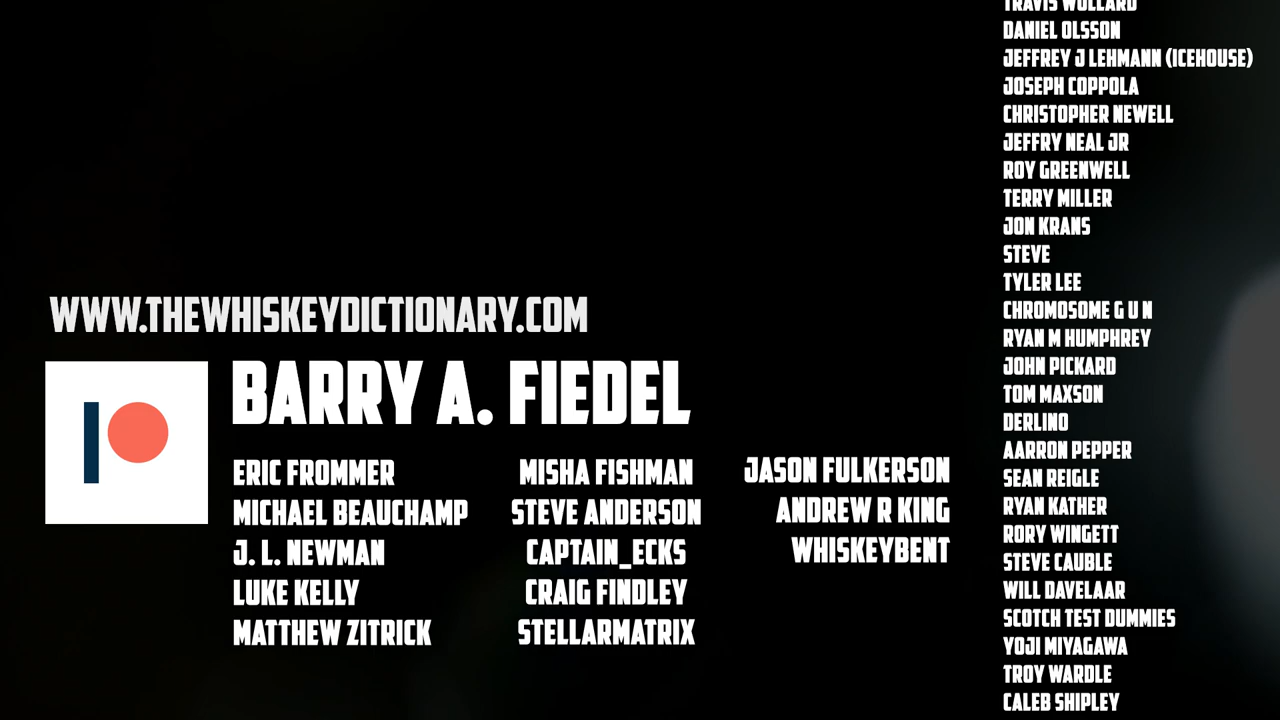 WWW.THEWHISKEYDICTIONARY.COM
BARRY A. FIEDEL
ERIC FROMMER
MICHAEL BEAUCHAMP
J. L. NEWMAN
LUKE KELLY
MATTHEW ZITRICK
MISHA FISHMAN
STEVE ANDERSON
CAPTAIN_ECKS
CRAIG FINDLEY
STELLARMATRIX
JASON FULKERSON
ANDREW R KING
WHISKEYBENT
TRAVIS WOLLARD
DANIEL OLSSON
JEFFREY J LEHMANN (ICEHOUSE)
JOSEPH COPPOLA
CHRISTOPHER NEWELL
JEFFRY NEAL JR
ROY GREENWELL
TERRY MILLER
JON KRANS
STEVE
TYLER LEE
CHROMOSOME G U N
RYAN M HUMPHREY
JOHN PICKARD
TOM MAXSON
DERLINO
AARRON PEPPER
SEAN REIGLE
RYAN KATHER
RORY WINGETT
STEVE CAUBLE
WILL DAVELAAR
SCOTCH TEST DUMMIES
YOJI MIYAGAWA
TROY WARDLE
CALEB SHIPLEY